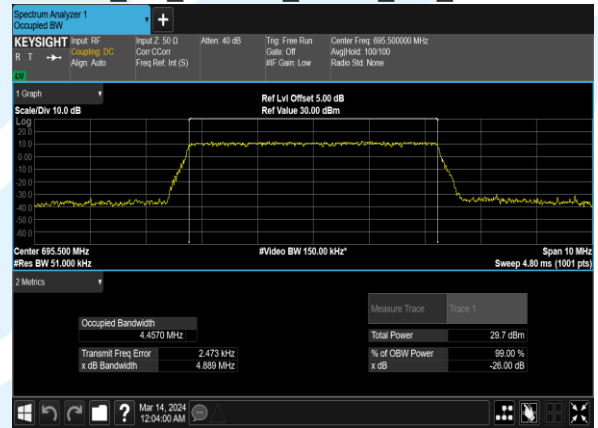 Spectrum Analyzer 1
Occupied BW
KEYSIGHT Input: RF Input Z: 50 Ω Atten: 40 dB Trig: Free Run Center Freq: 695.500000 MHz
R T Coupling: DC Corr CCorr Gate: Off Avg|Hold: 100/100
Align: Auto Freq Ref: Int (S) #IF Gain: Low Radio Std: None
LVI
1 Graph
Ref Lvl Offset 5.00 dB
Scale/Div 10.0 dB Ref Value 30.00 dBm
Log
20.0
10.0
0.00
-10.0
-20.0
-30.0
-40.0
-50.0
-60.0
Center 695.500 MHz #Video BW 150.00 kHz* Span 10 MHz
#Res BW 51.000 kHz Sweep 4.80 ms (1001 pts)
2 Metrics
Measure Trace Trace 1
Occupied Bandwidth
4.4570 MHz Total Power 29.7 dBm
Transmit Freq Error 2.473 kHz % of OBW Power 99.00 %
x dB Bandwidth 4.889 MHz x dB -26.00 dB
?
Mar 14, 2024
12:04:00 AM